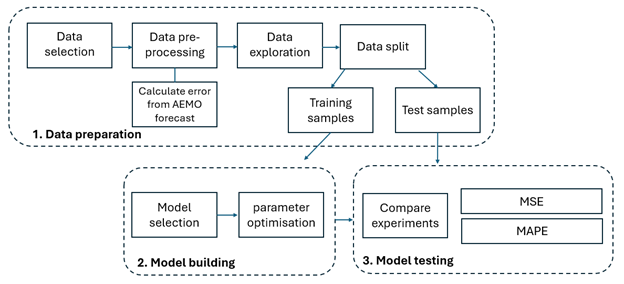 Data
selection
Data pre-
processing
Data
exploration
Data split
Calculate error
from AEMO
forecast
Training
samples
Test samples
1. Data preparation
Model
selection
parameter
optimisation
2. Model building
Compare
experiments
MSE
MAPE
3. Model testing